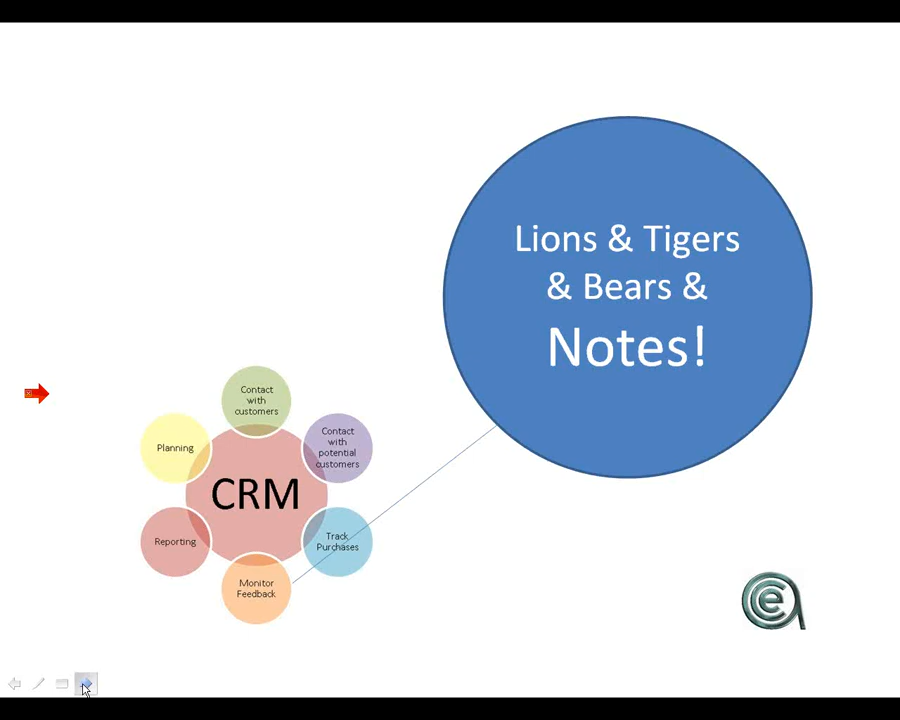 Lions & Tigers
& Bears &
Notes!
Contact
with
customers
Contact
with
potential
customers
Planning
CRM
Track
Purchases
Reporting
Monitor
Feedback